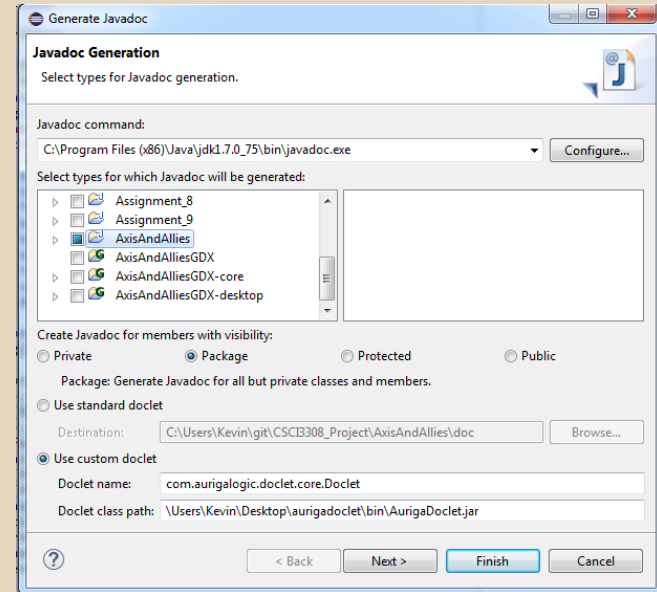 Generate Javadoc
Javadoc Generation
Select types for Javadoc generation.
@
J
Javadoc command:
C:\Program Files (x86)\Java\jdk1.7.0_75\bin\javadoc.exe
Configure...
Select types for which Javadoc will be generated:
Assignment_8
Assignment_9
AxisAndAllies
AxisAndAlliesGDX
AxisAndAlliesGDX-core
AxisAndAlliesGDX-desktop
Create Javadoc for members with visibility:
Private Package Protected Public
Package: Generate Javadoc for all but private classes and members.
Use standard doclet
Destination: C:\Users\Kevin\git\CSCI3308_Project\AxisAndAllies\doc Browse...
Use custom doclet
Doclet name: com.aurigalogic.doclet.core.Doclet
Doclet class path: \Users\Kevin\Desktop\aurigadoclet\bin\AurigaDoclet.jar
? < Back Next > Finish Cancel